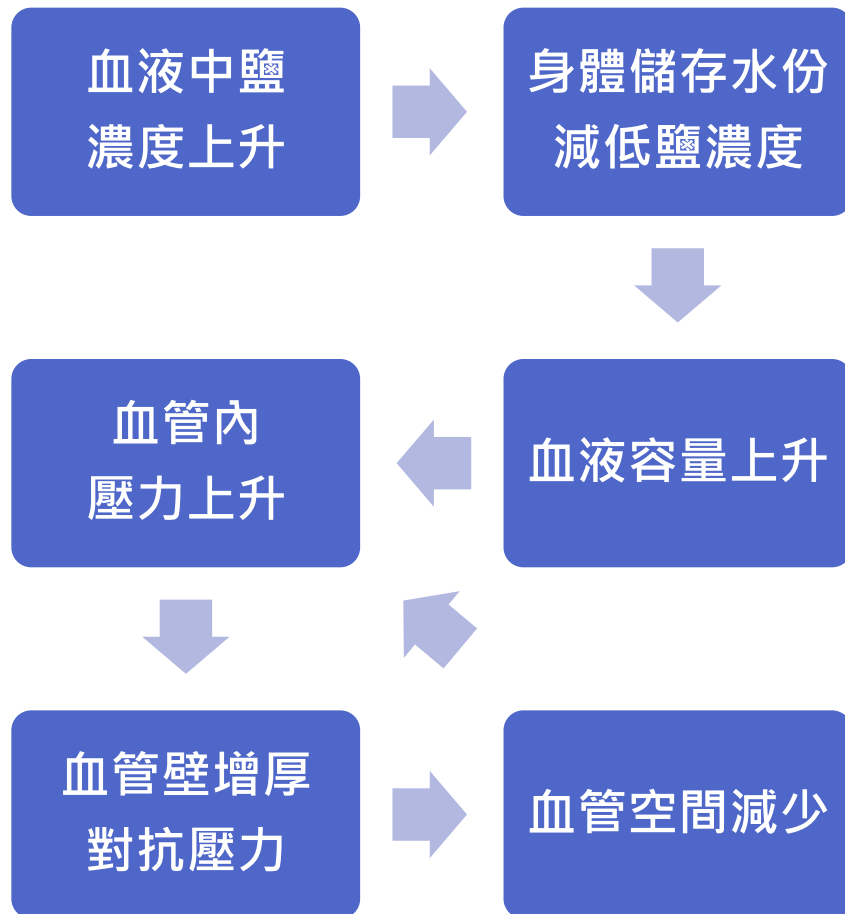 血液中鹽
濃度上升
身體儲存水份
減低鹽濃度
血液容量上升
血管內
壓力上升
血管壁增厚
對抗壓力
血管空間減少